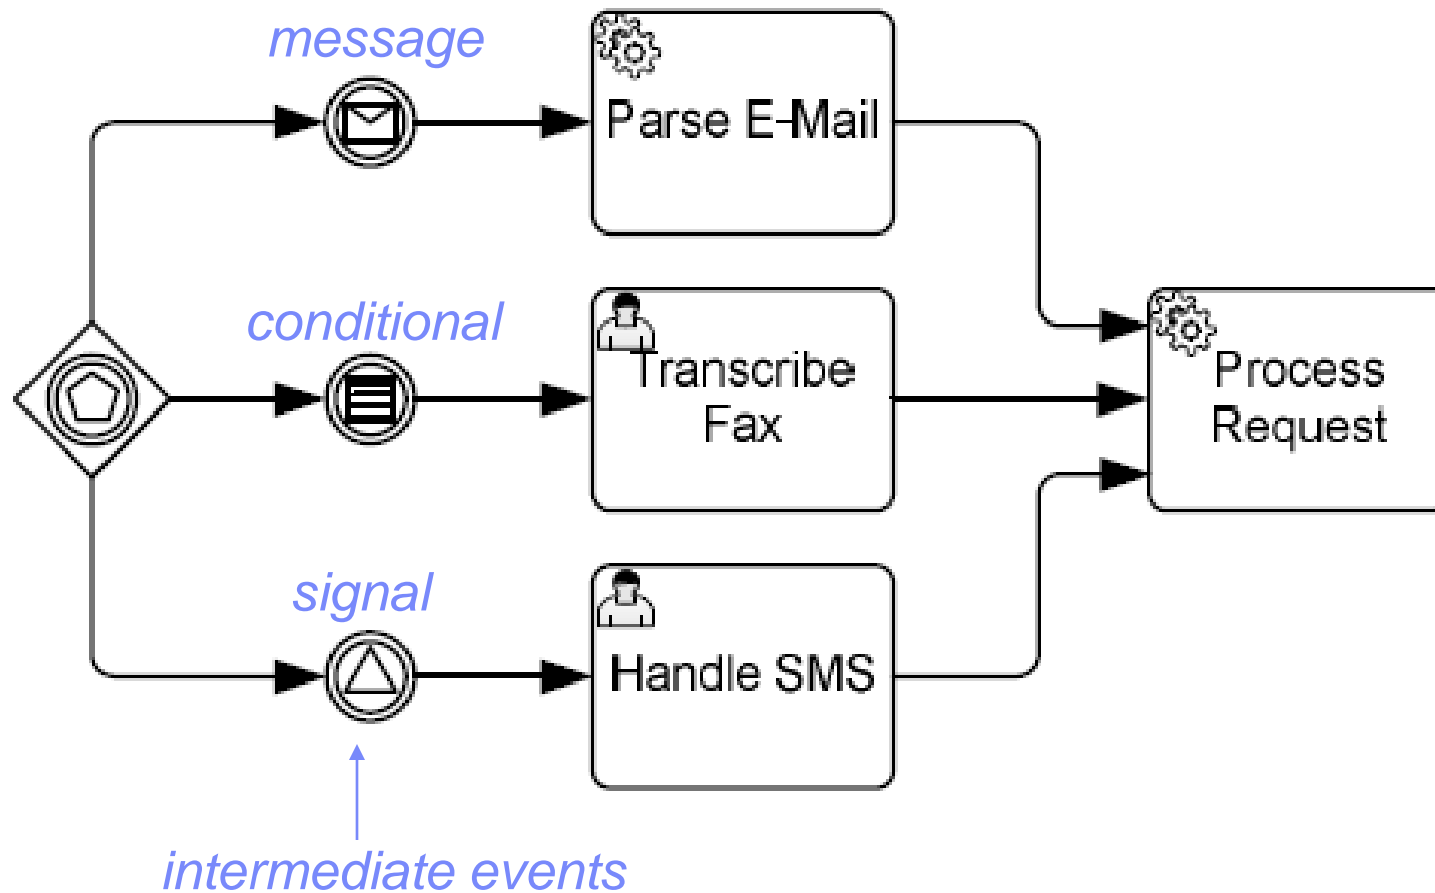 message
Parse E-Mail
conditional
Transcribe
Fax
Process
Request
signal
Handle SMS
intermediate events